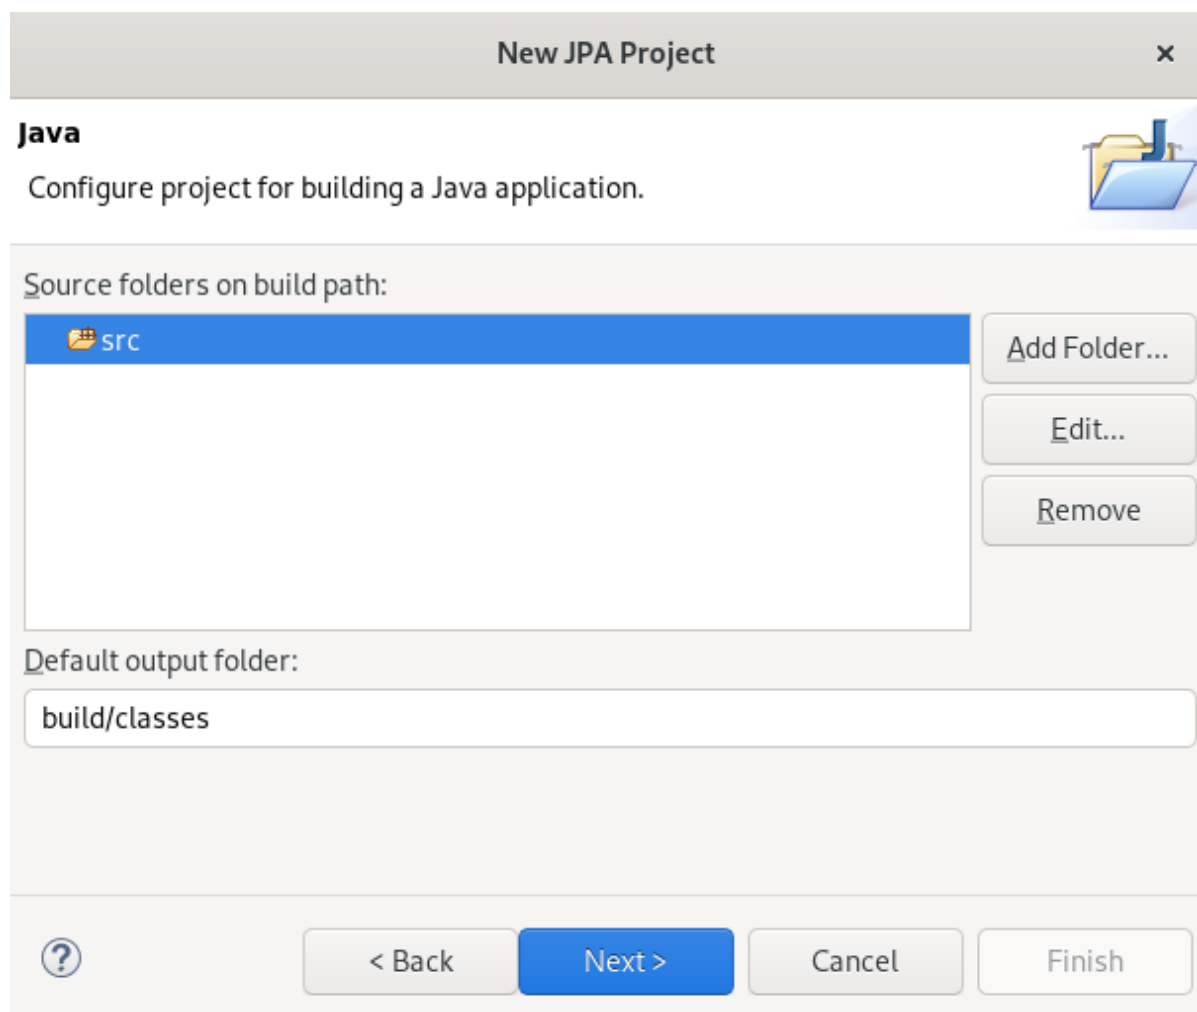 New JPA Project
Java
Configure project for building a Java application.
Source folders on build path:
src
Add Folder...
Edit...
Remove
Default output folder:
build/classes
< Back
Next >
Cancel
Finish